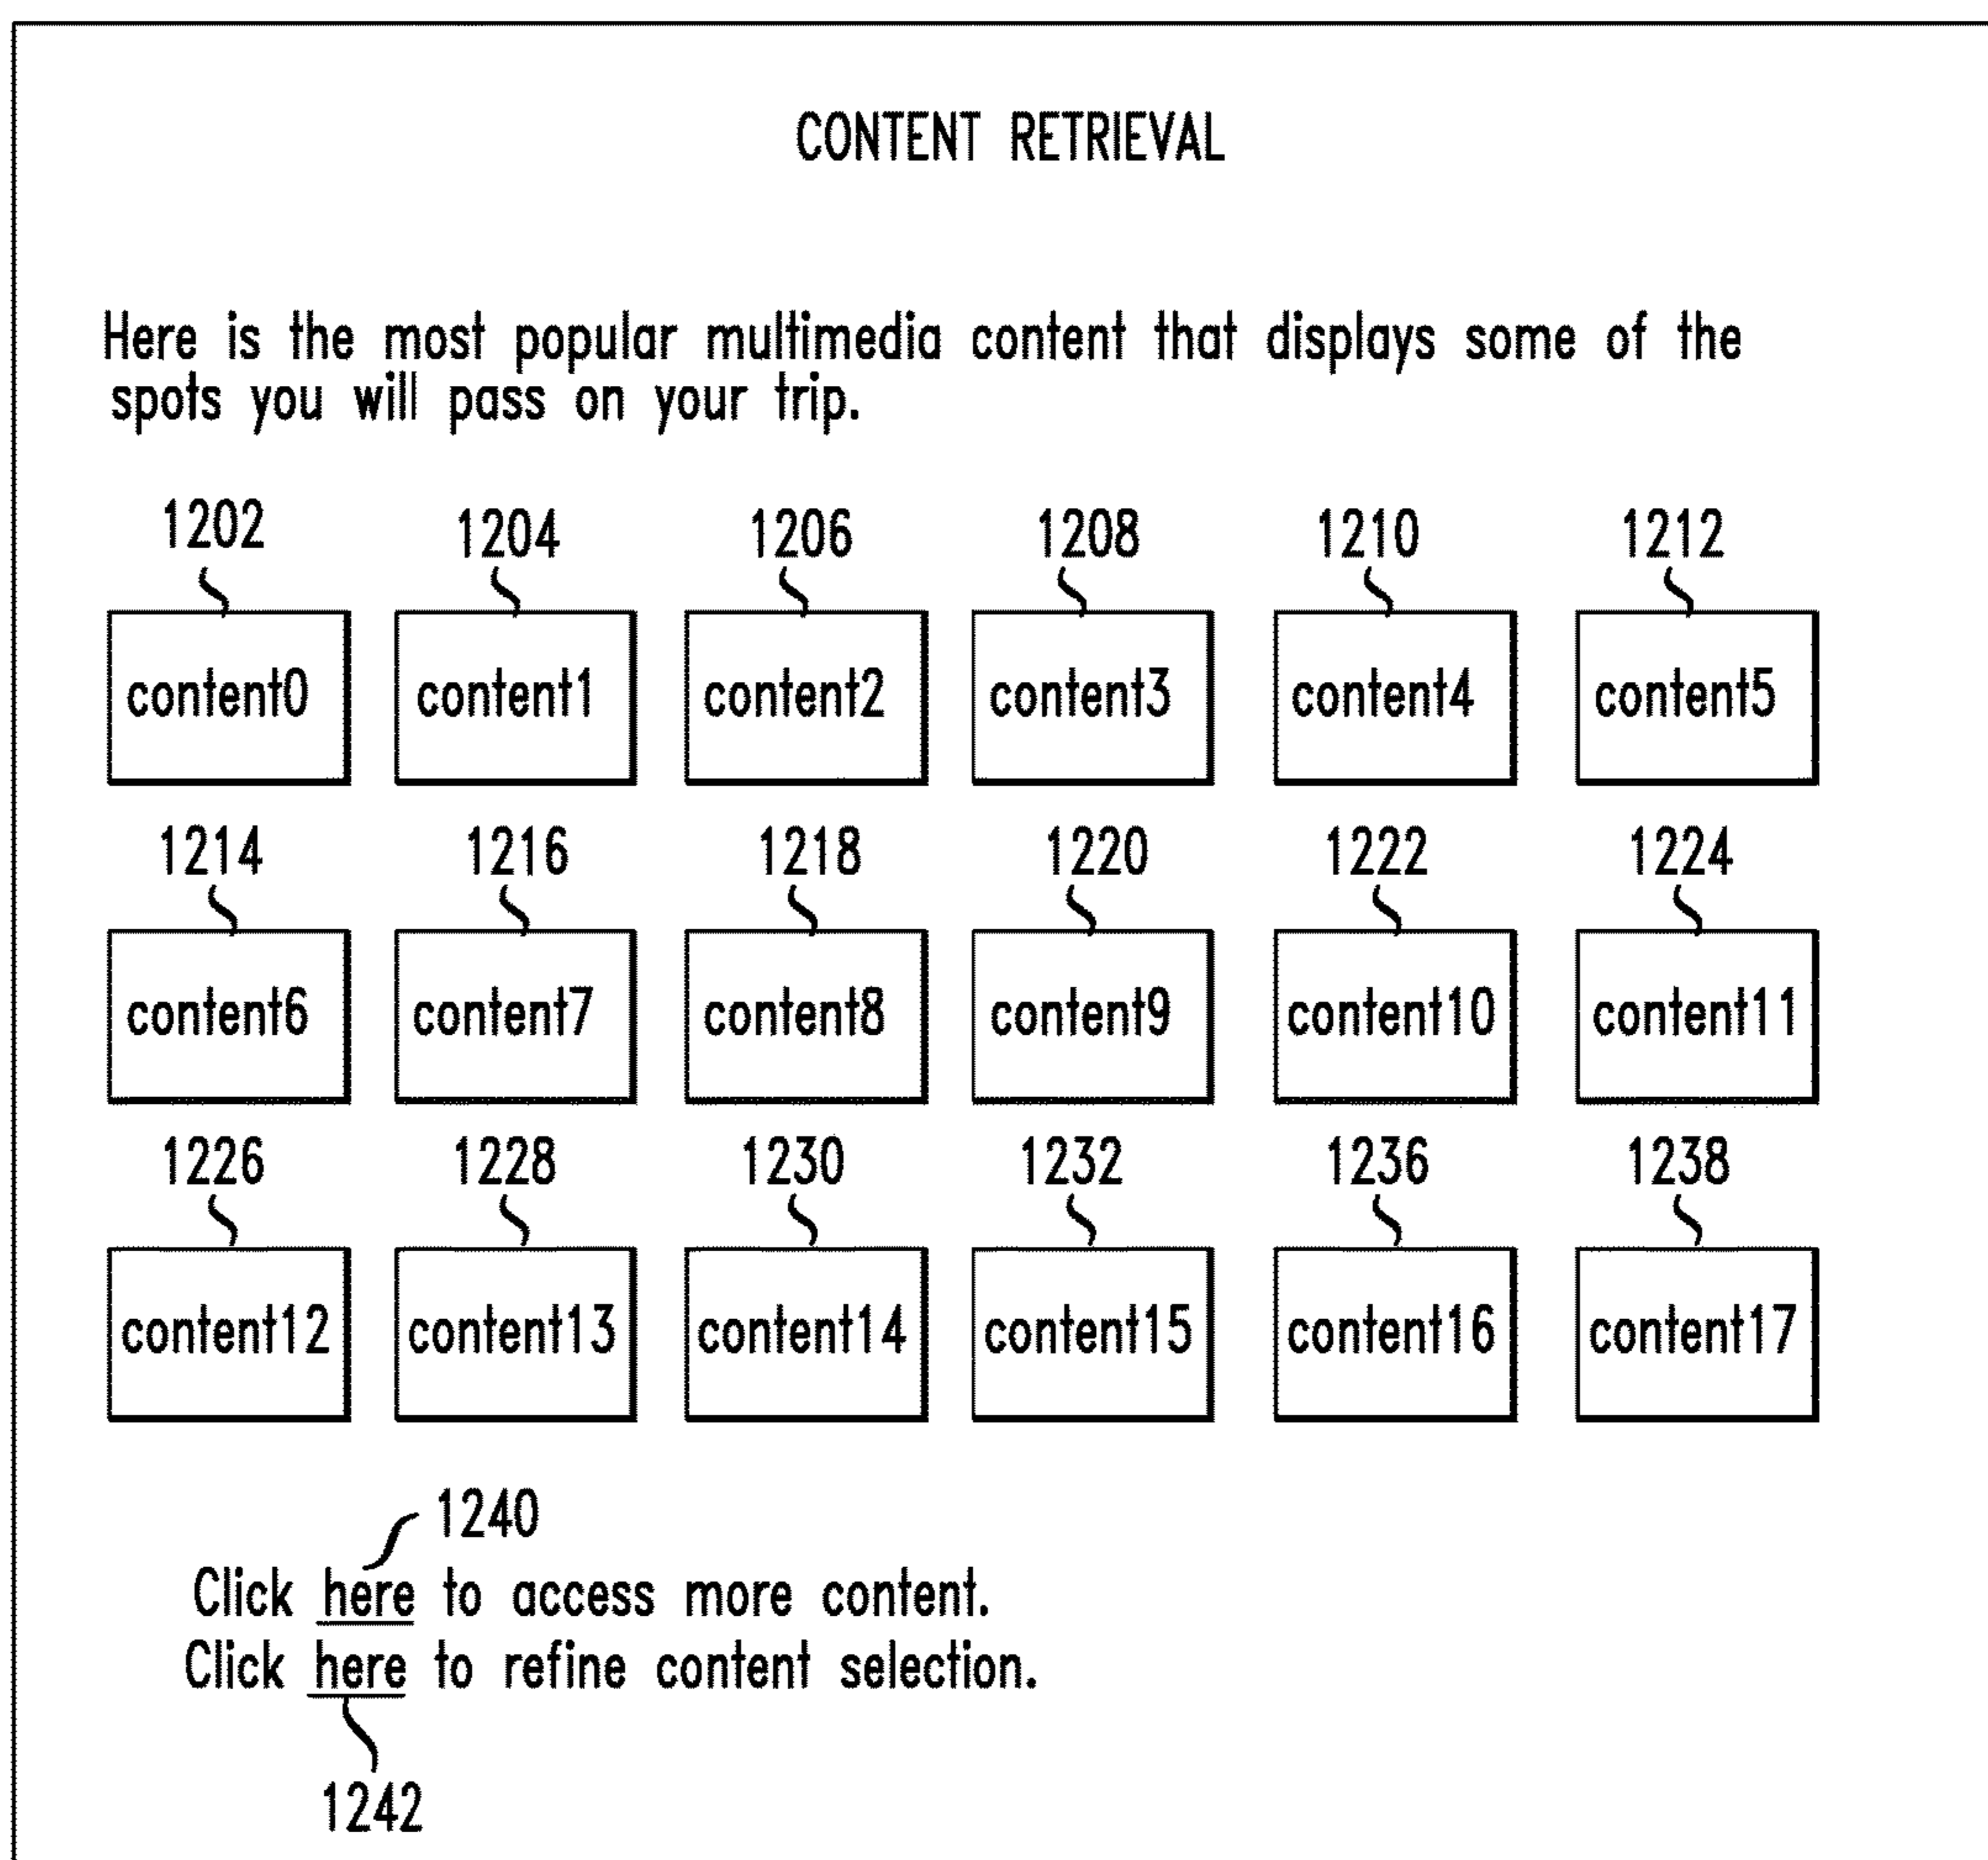 CONTENT RETRIEVAL
Here is the most popular multimedia content that displays some of the
spots you will pass on your trip.
1202 1204 1206 1208 1210 1212
content0 content1 content2 content3 content4 content5
1214 1216 1218 1220 1222 1224
content6 content7 content8 content9 content10 content11
1226 1228 1230 1232 1236 1238
content12 content13 content14 content15 content16 content17
1240
Click here to access more content.
Click here to refine content selection.
1242